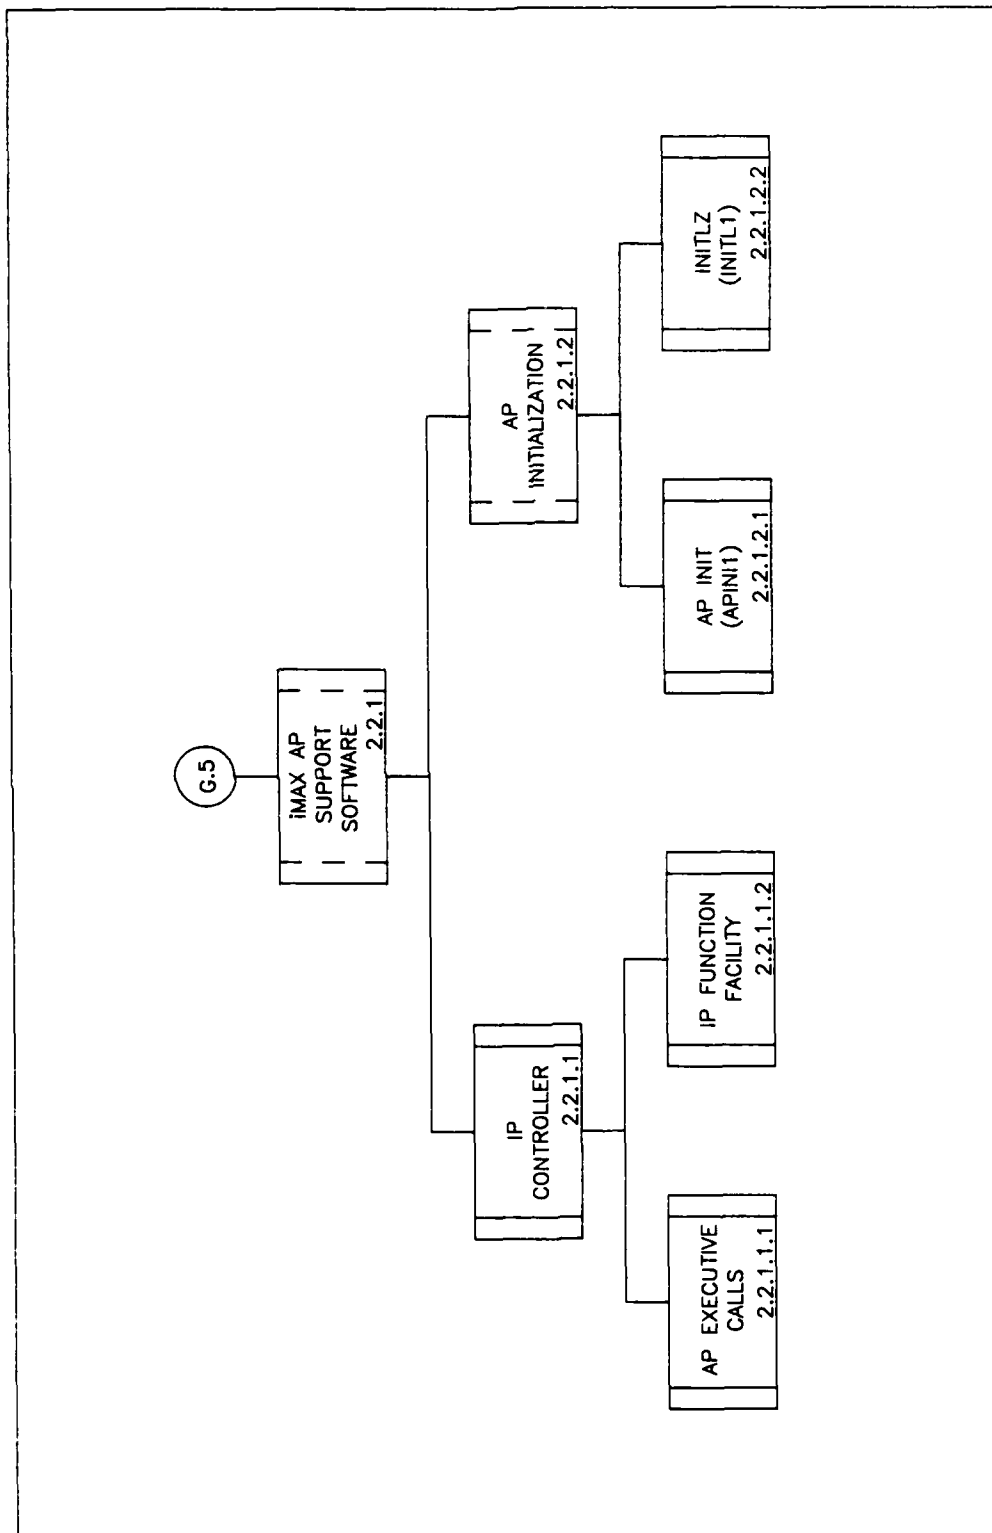 G.5
iMAX AP
SUPPORT
SOFTWARE
2.2.1
IP
CONTROLLER
2.2.1.1
AP
INITIALIZATION
2.2.1.2
AP EXECUTIVE
CALLS
2.2.1.1.1
IP FUNCTION
FACILITY
2.2.1.1.2
AP INIT
(APINI1)
2.2.1.2.1
INITLZ
(INITL1)
2.2.1.2.2